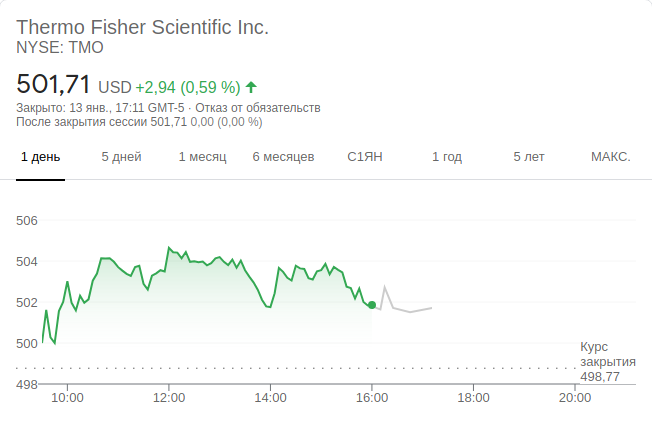 Thermo Fisher Scientific Inc.
NYSE: TMO
501,71 USD +2,94 (0,59 %)
Закрыто: 13 янв., 17:11 GMT-5 · Отказ от обязательств
После закрытия сессии 501,71 0,00 (0,00 %)
1 день 5 дней 1 месяц 6 месяцев С1ЯН 1 год 5 лет МАКС.
506
504
502
500
Курс
закрытия
498,77
498
10:00 12:00 14:00 16:00 18:00 20:00